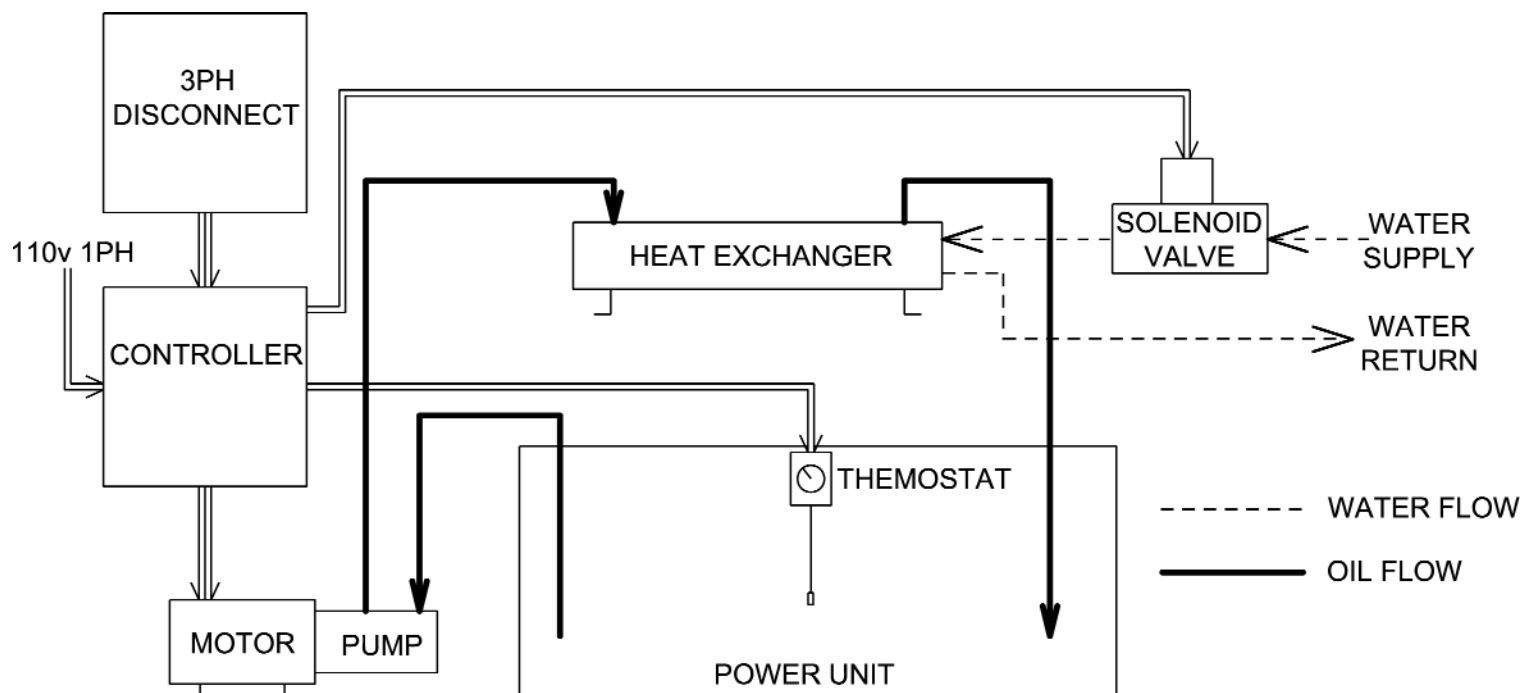 3PH
DISCONNECT
110v 1PH
CONTROLLER
HEAT EXCHANGER
SOLENOID
VALVE
WATER
SUPPLY
WATER
RETURN
THEMOSTAT
WATER FLOW
OIL FLOW
MOTOR
PUMP
POWER UNIT